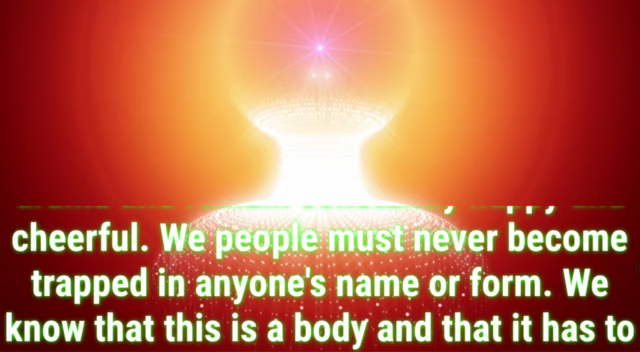 cheerful. We people must never become
trapped in anyone's name or form. We
know that this is a body and that it has to